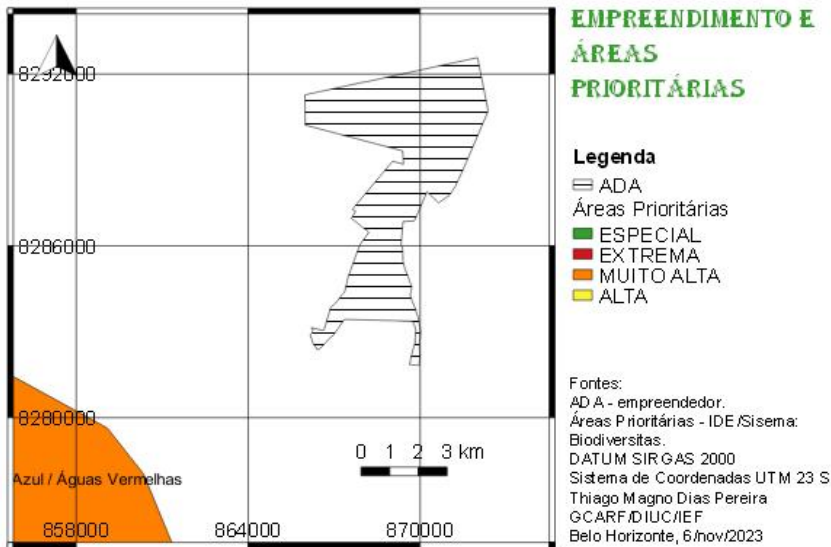 EMPREENDIMENTO E
ÁREAS
PRIORITÁRIAS
Legenda
ADA
Áreas Prioritárias
ESPECIAL
EXTREMA
MUITO ALTA
ALTA
8292000
8286000
8280000
0 1 2 3 km
Azul / Águas Vermelhas
858000 864000 870000
Fontes:
ADA - empreendedor.
Áreas Prioritárias - IDE/Sisema:
Biodiversitas.
DATUM SIRGAS 2000
Sistema de Coordenadas UTM 23 S
Thiago Magno Dias Pereira
GCARF/DIUC/IEF
Belo Horizonte, 6/nov/2023